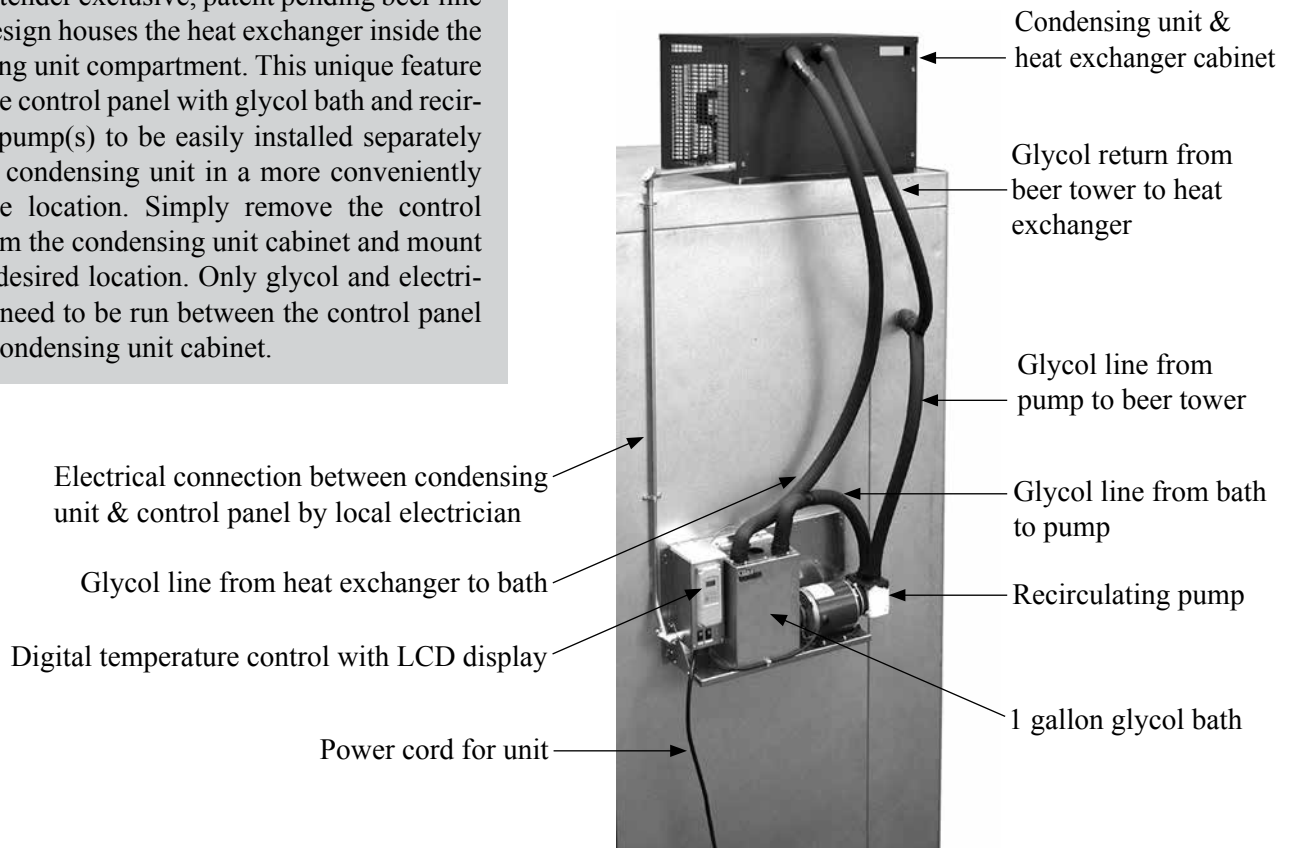 exclusive, patent pending beer line
houses the heat exchanger inside the
unit compartment. This unique feature
control panel with glycol bath and recir-
pump(s) to be easily installed separately
condensing unit in a more conveniently
location. Simply remove the control
the condensing unit cabinet and mount
desired location. Only glycol and electri-
need to be run between the control panel
condensing unit cabinet.
Condensing unit &
heat exchanger cabinet
Glycol return from
beer tower to heat
exchanger
Glycol line from
pump to beer tower
Electrical connection between condensing
unit & control panel by local electrician
Glycol line from bath
to pump
Glycol line from heat exchanger to bath
Recirculating pump
Digital temperature control with LCD display
1 gallon glycol bath
Power cord for unit